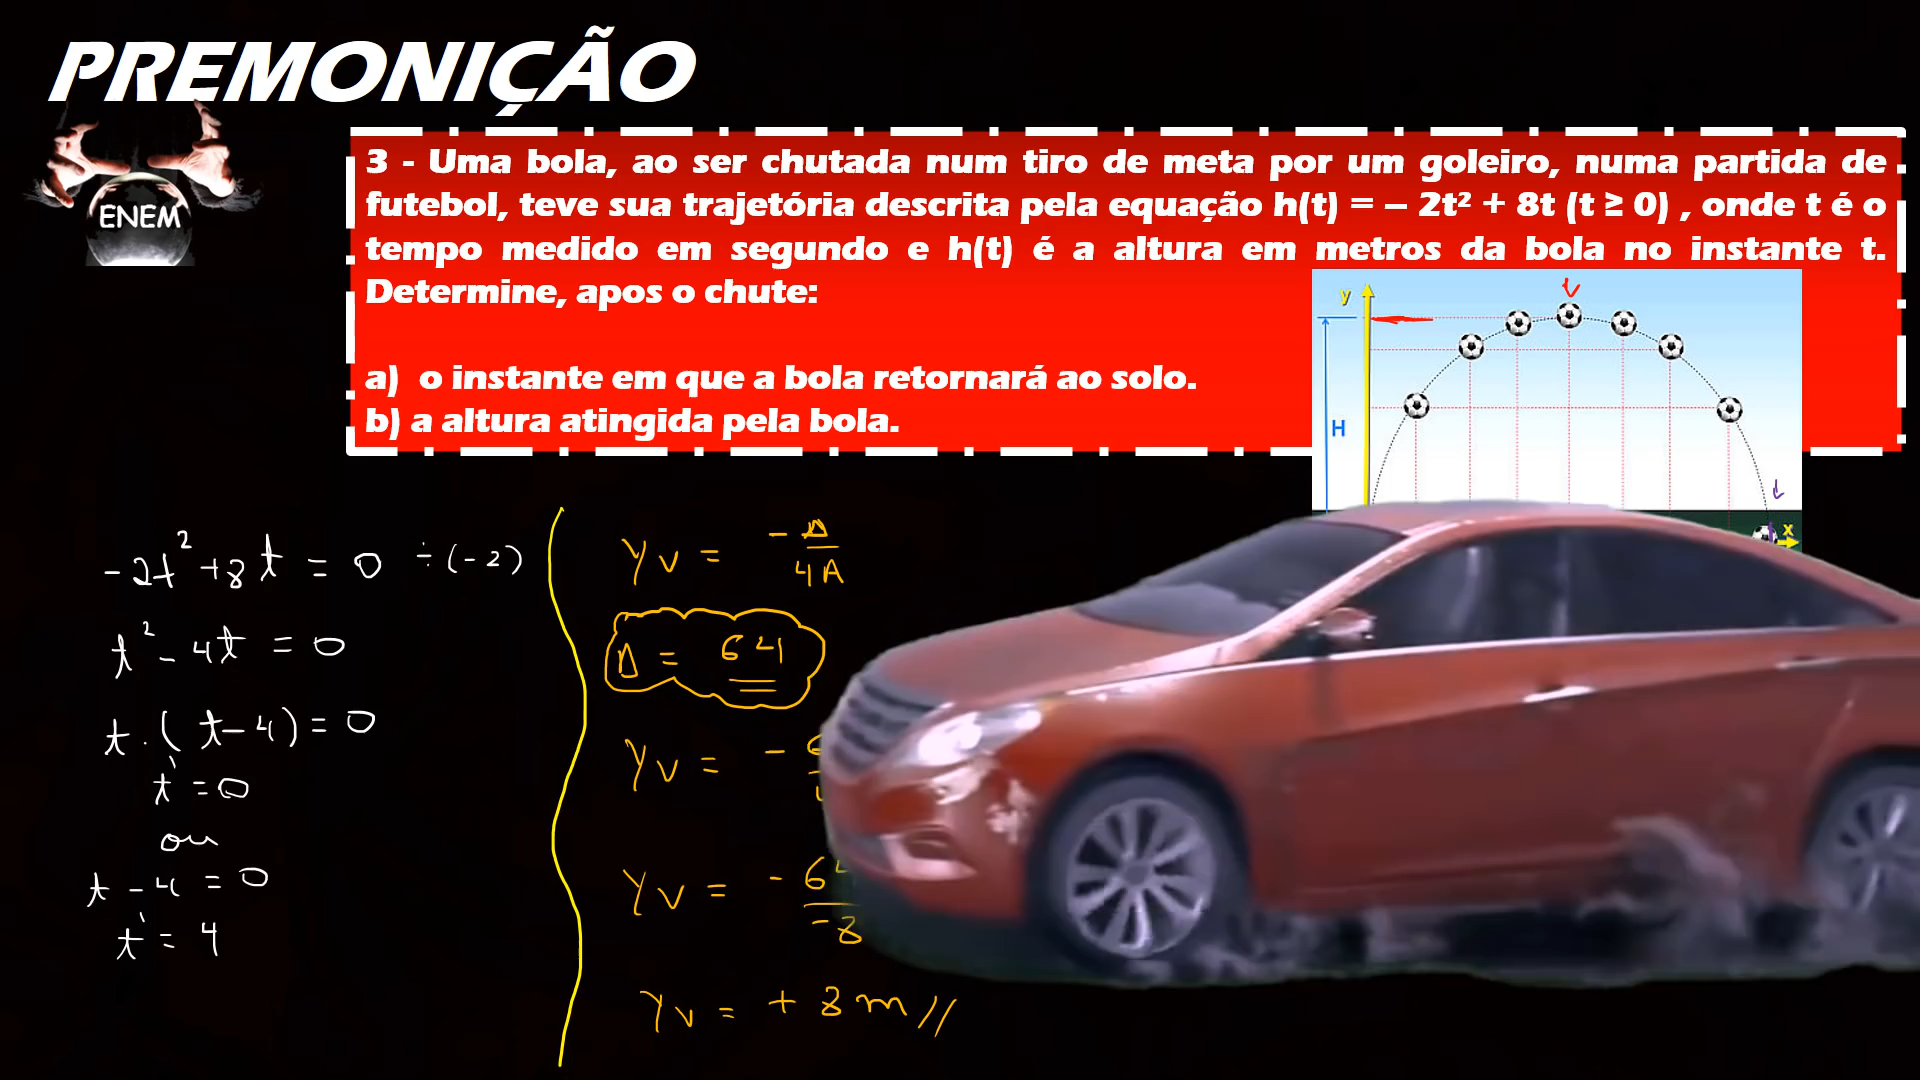 PREMONIÇÃO
ENEM
3 - Uma bola, ao ser chutada num tiro de meta por um goleiro, numa partida de
futebol, teve sua trajetória descrita pela equação h(t) = – 2t² + 8t (t ≥ 0) , onde t é o
tempo medido em segundo e h(t) é a altura em metros da bola no instante t.
Determine, apos o chute:
a) o instante em que a bola retornará ao solo.
b) a altura atingida pela bola.
y
H
x
-2t² + 8t = 0 ÷(-2)
t² - 4t = 0
t . (t - 4) = 0
t' = 0
ou
t - 4 = 0
t' = 4
Yv = -Δ/4A
Δ = 64
Yv = -
Yv = -64/-8
Yv = + 8m //